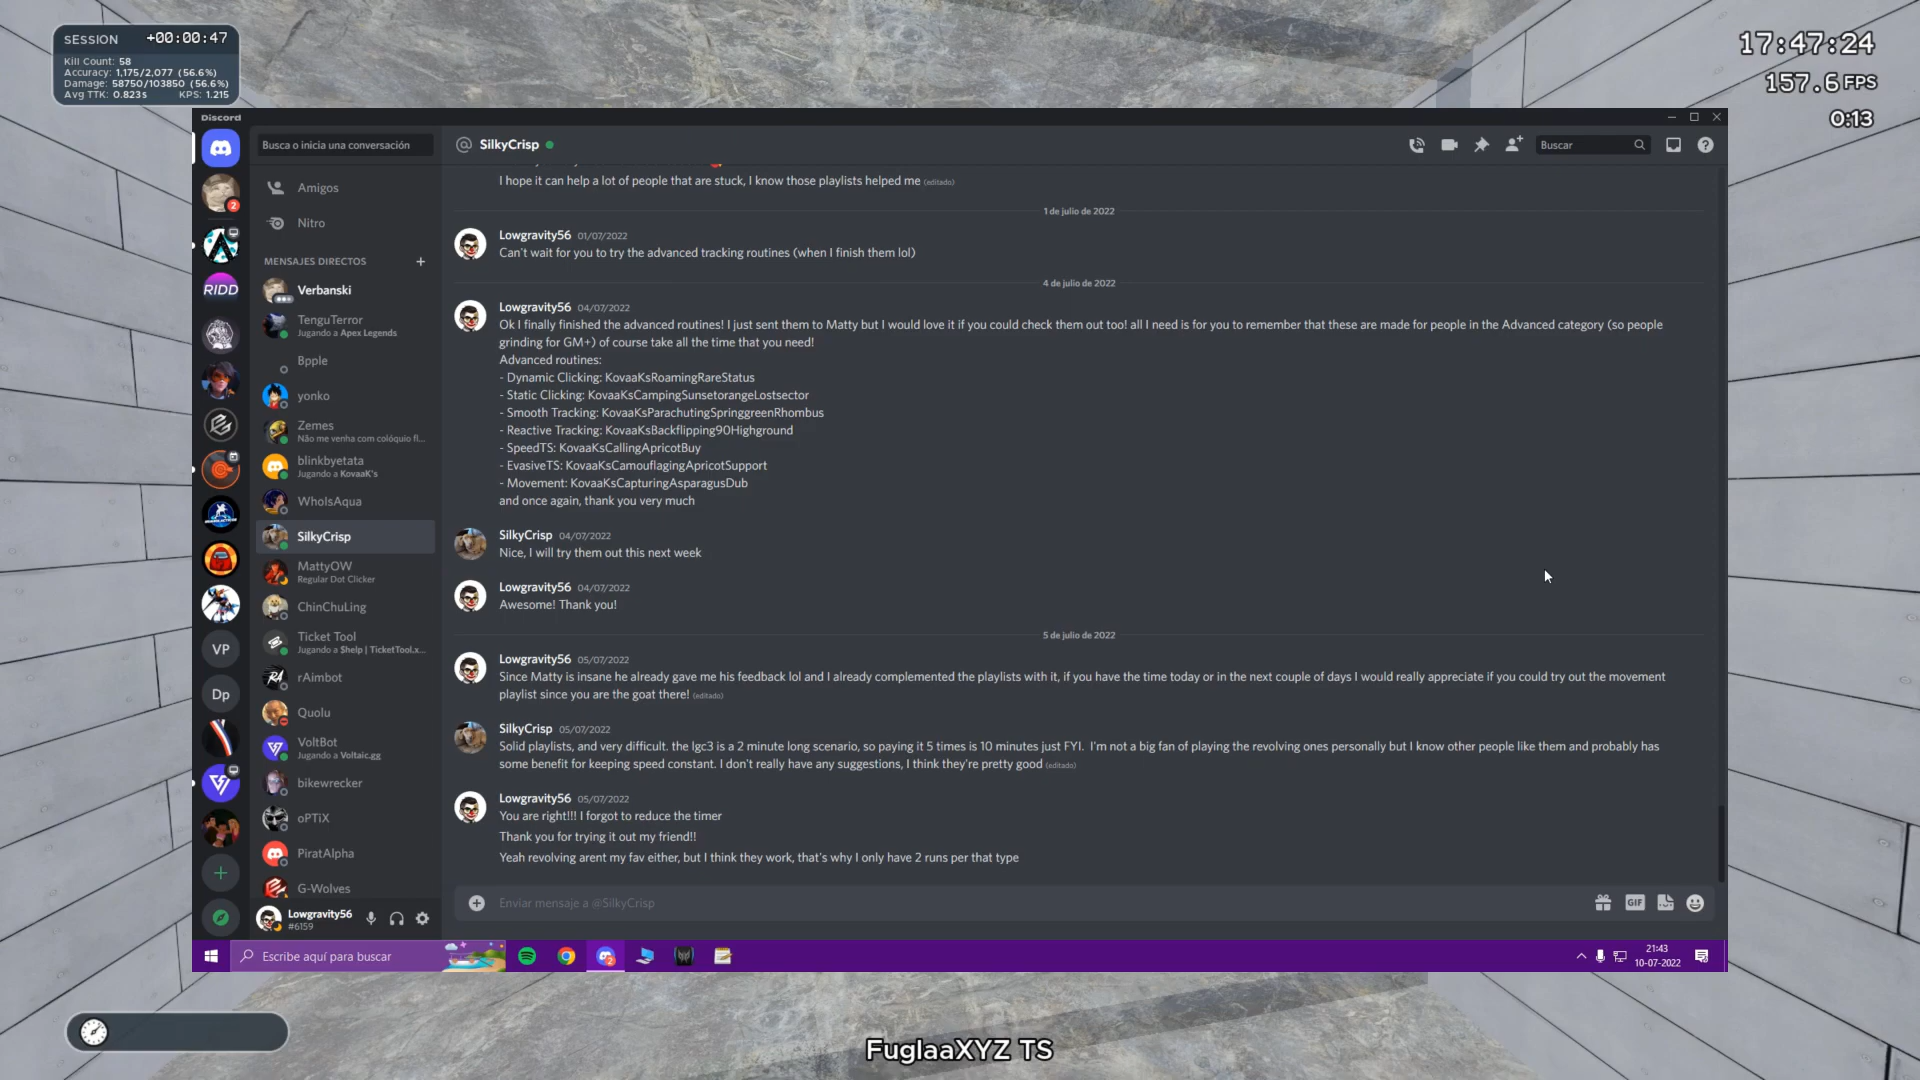 SESSION +00:00:47
Kill Count: 58
Accuracy: 1,175/2,077 (56.6%)
Damage: 58750/103850 (56.6%)
Avg TTK: 0.823s KPS: 1.215
17:47:24
157.6 FPS
0:13
Discord
Busca o inicia una conversación
Amigos
Nitro
MENSAJES DIRECTOS
Verbanski
TenguTerror
Jugando a Apex Legends
Bpple
yonko
Zemes
Não me venha com colóquio fl...
blinkbyetata
Jugando a KovaaK's
WhoIsAqua
SilkyCrisp
MattyOW
Regular Dot Clicker
ChinChuLing
Ticket Tool
Jugando a $help | TicketTool.x...
rAimbot
Quolu
VoltBot
Jugando a Voltaic.gg
bikewrecker
oPTiX
PiratAlpha
G-Wolves
Lowgravity56
#6159
2
RIDD
VP
Dp
SilkyCrisp
Buscar
I hope it can help a lot of people that are stuck, I know those playlists helped me (editado)
1 de julio de 2022
Lowgravity56 01/07/2022
Can't wait for you to try the advanced tracking routines (when I finish them lol)
4 de julio de 2022
Lowgravity56 04/07/2022
Ok I finally finished the advanced routines! I just sent them to Matty but I would love it if you could check them out too! all I need is for you to remember that these are made for people in the Advanced category (so people
grinding for GM+) of course take all the time that you need!
Advanced routines:
- Dynamic Clicking: KovaaKsRoamingRareStatus
- Static Clicking: KovaaKsCampingSunsetorangeLostsector
- Smooth Tracking: KovaaKsParachutingSpringgreenRhombus
- Reactive Tracking: KovaaKsBackflipping90Highground
- SpeedTS: KovaaKsCallingApricotBuy
- EvasiveTS: KovaaKsCamouflagingApricotSupport
- Movement: KovaaKsCapturingAsparagusDub
and once again, thank you very much
SilkyCrisp 04/07/2022
Nice, I will try them out this next week
Lowgravity56 04/07/2022
Awesome! Thank you!
5 de julio de 2022
Lowgravity56 05/07/2022
Since Matty is insane he already gave me his feedback lol and I already complemented the playlists with it, if you have the time today or in the next couple of days I would really appreciate if you could try out the movement
playlist since you are the goat there! (editado)
SilkyCrisp 05/07/2022
Solid playlists, and very difficult. the lgc3 is a 2 minute long scenario, so paying it 5 times is 10 minutes just FYI. I'm not a big fan of playing the revolving ones personally but I know other people like them and probably has
some benefit for keeping speed constant. I don't really have any suggestions, I think they're pretty good (editado)
Lowgravity56 05/07/2022
You are right!!! I forgot to reduce the timer
Thank you for trying it out my friend!!
Yeah revolving arent my fav either, but I think they work, that's why I only have 2 runs per that type
Enviar mensaje a @SilkyCrisp
GIF
Escribe aquí para buscar
21:43
10-07-2022
FuglaaXYZ TS